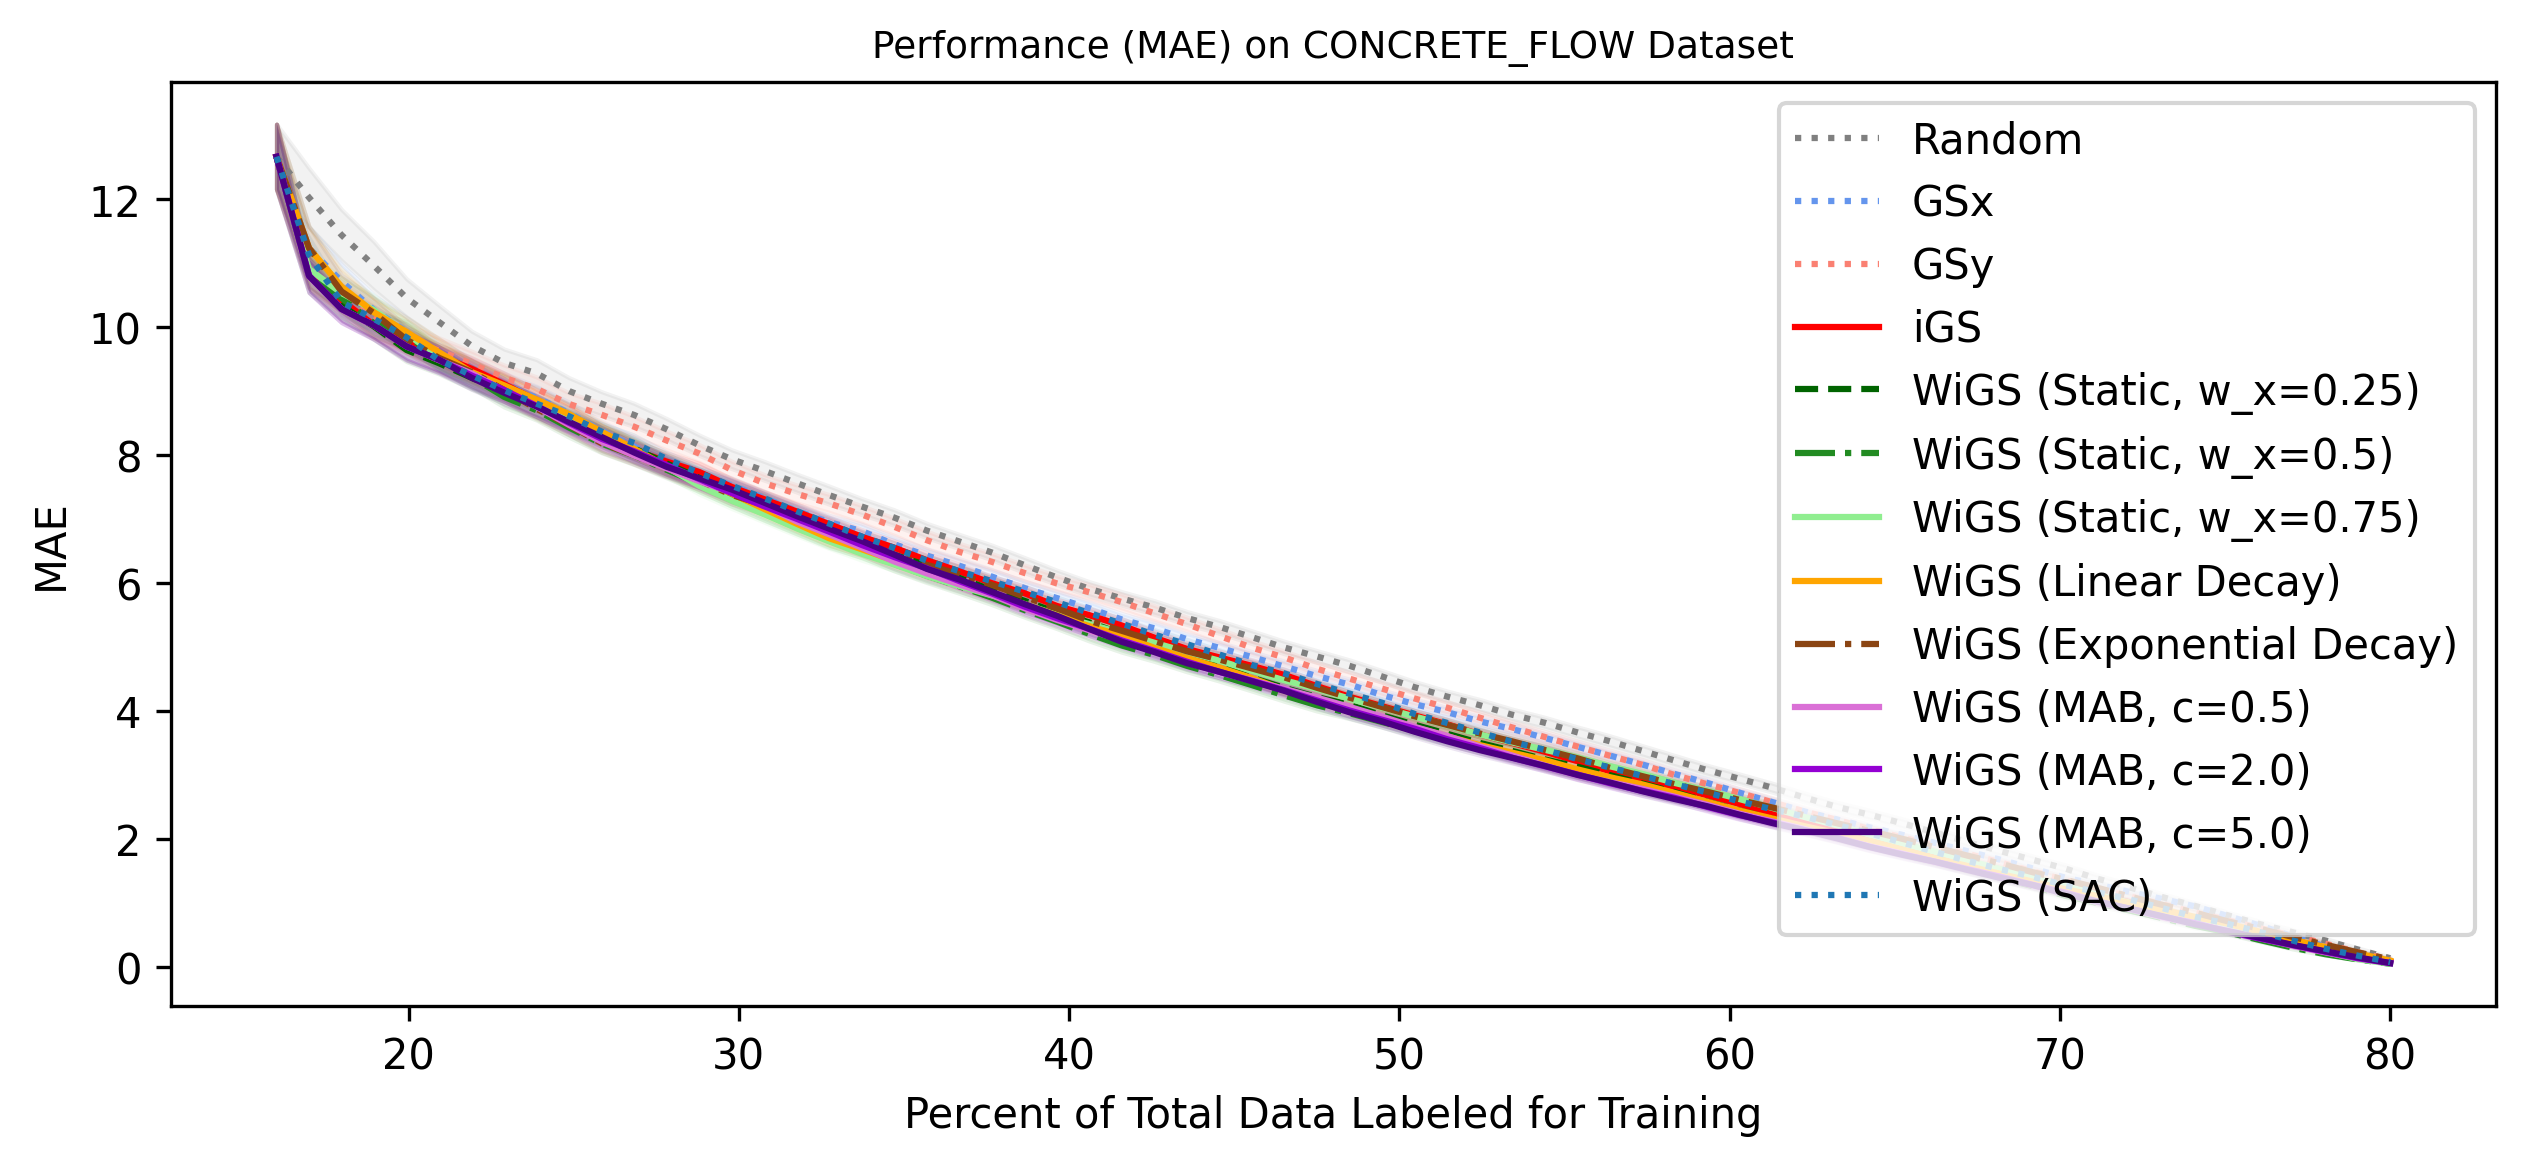 Performance (MAE) on CONCRETE_FLOW Dataset
MAE
12
10
8
6
4
2
0
20 30 40 50 60 70 80
Percent of Total Data Labeled for Training
Random
GSx
GSy
iGS
WiGS (Static, w_x=0.25)
WiGS (Static, w_x=0.5)
WiGS (Static, w_x=0.75)
WiGS (Linear Decay)
WiGS (Exponential Decay)
WiGS (MAB, c=0.5)
WiGS (MAB, c=2.0)
WiGS (MAB, c=5.0)
WiGS (SAC)